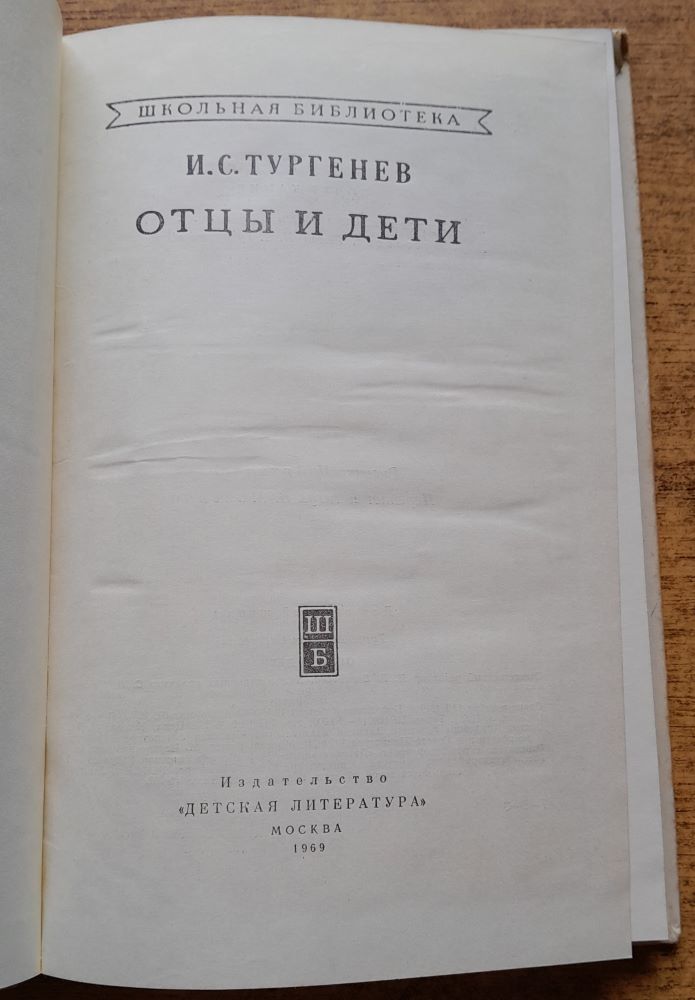 ШКОЛЬНАЯ БИБЛИОТЕКА
И.С.ТУРГЕНЕВ
ОТЦЫ И ДЕТИ
Ш
Б
Издательство
«ДЕТСКАЯ ЛИТЕРАТУРА»
МОСКВА
1969